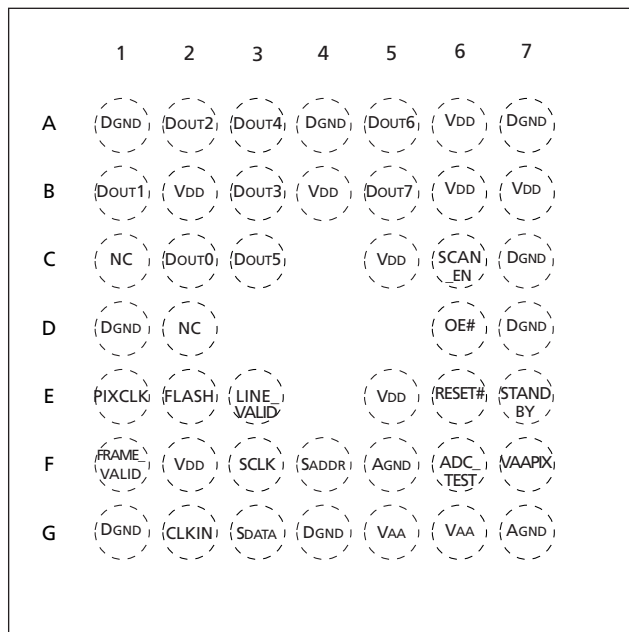 1 2 3 4 5 6 7
A DGND DOUT2 DOUT4 DGND DOUT6 VDD DGND
B DOUT1 VDD DOUT3 VDD DOUT7 VDD VDD
C NC DOUT0 DOUT5 VDD SCAN_EN DGND
D DGND NC OE# DGND
E PIXCLK FLASH LINE_VALID VDD RESET# STANDBY
F FRAME_VALID VDD SCLK SADDR AGND ADC_TEST VAAPIX
G DGND CLKIN SDATA DGND VAA VAA AGND